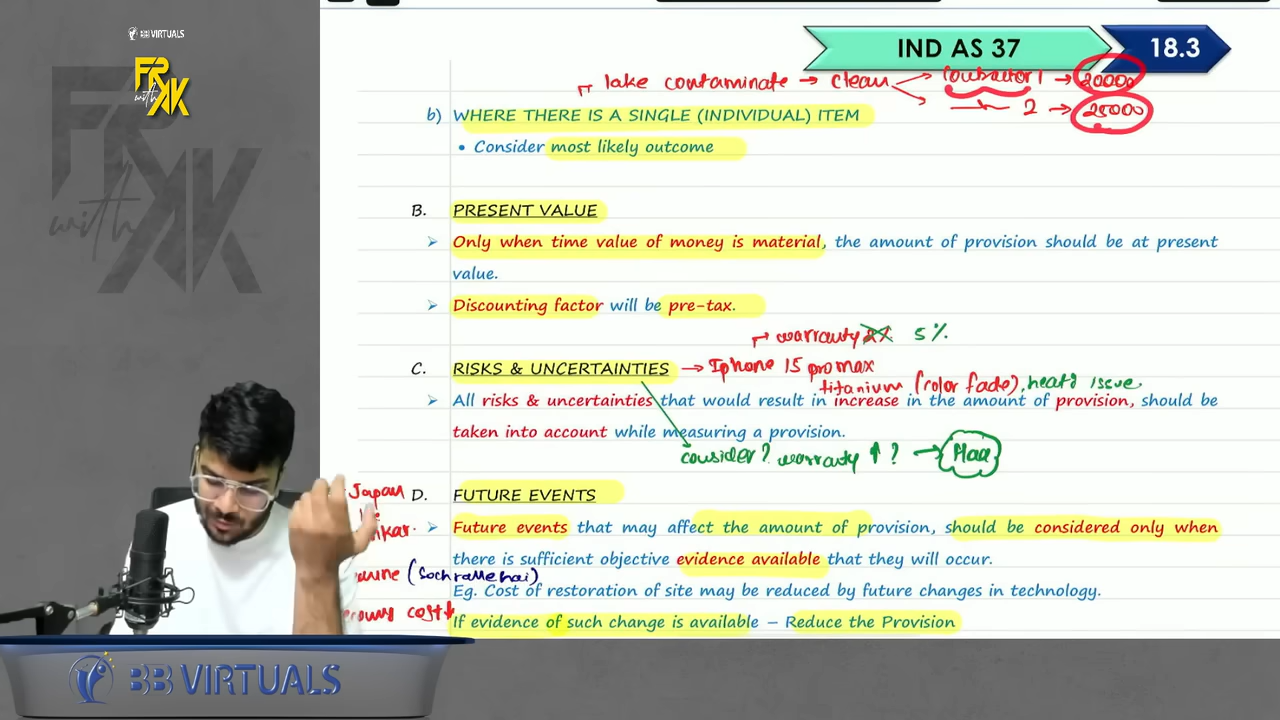 BB VIRTUALS
FR
with
AK
FR
with
AK
IND AS 37
18.3
lake contaminate → clean → Contractor 1 → 20000
2 → 25000
b) WHERE THERE IS A SINGLE (INDIVIDUAL) ITEM
• Consider most likely outcome
B. PRESENT VALUE
➢ Only when time value of money is material, the amount of provision should be at present
value.
➢ Discounting factor will be pre-tax.
warranty 2% 5%
C. RISKS & UNCERTAINTIES → Iphone 15 pro max
titanium (color fade), heat issue
➢ All risks & uncertainties that would result in increase in the amount of provision, should be
taken into account while measuring a provision.
consider? warranty ↑? → Haa
Japan
D. FUTURE EVENTS
➢ Future events that may affect the amount of provision, should be considered only when
there is sufficient objective evidence available that they will occur.
(Soch rahe hai)
Eg. Cost of restoration of site may be reduced by future changes in technology.
cost↓
If evidence of such change is available – Reduce the Provision
BB VIRTUALS